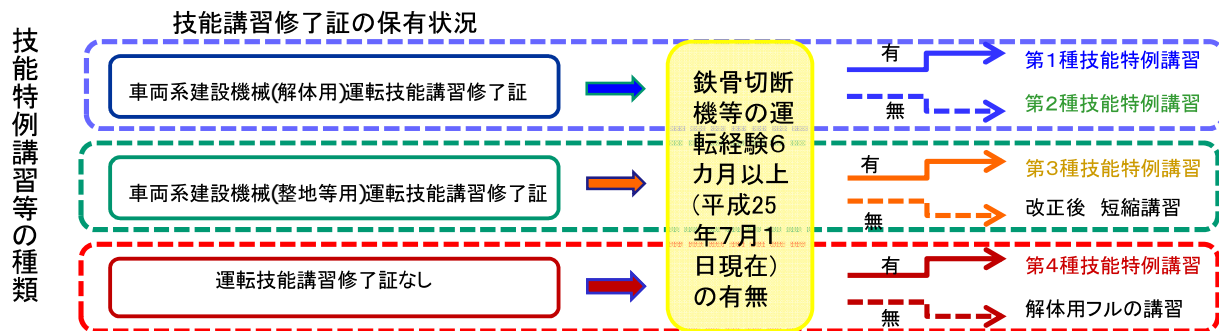 技能講習修了証の保有状況
技能特例講習等の種類
車両系建設機械(解体用)運転技能講習修了証
車両系建設機械(整地等用)運転技能講習修了証
運転技能講習修了証なし
鉄骨切断
機等の運
転経験6
カ月以上
(平成25
年7月1
日現在)
の有無
有
第1種技能特例講習
無
第2種技能特例講習
有
第3種技能特例講習
無
改正後 短縮講習
有
第4種技能特例講習
無
解体用フルの講習